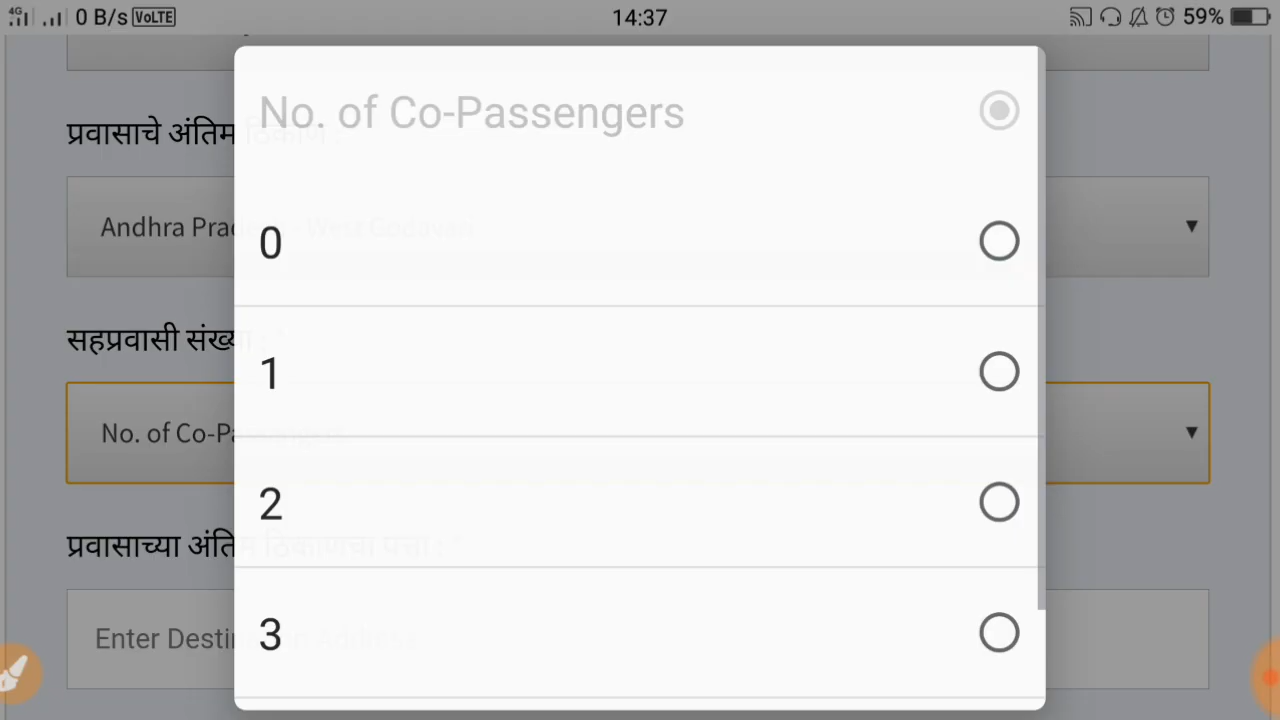 4G 0 B/s VoLTE 14:37 59%
No. of Co-Passengers
प्रवासाचे अंतिम ठिकाण :
Andhra Pradesh - West Godavari
0
सहप्रवासी संख्या : *
1
No. of Co-Passengers
2
प्रवासाच्या अंतिम ठिकाणचा पत्ता : *
3
Enter Destination Address